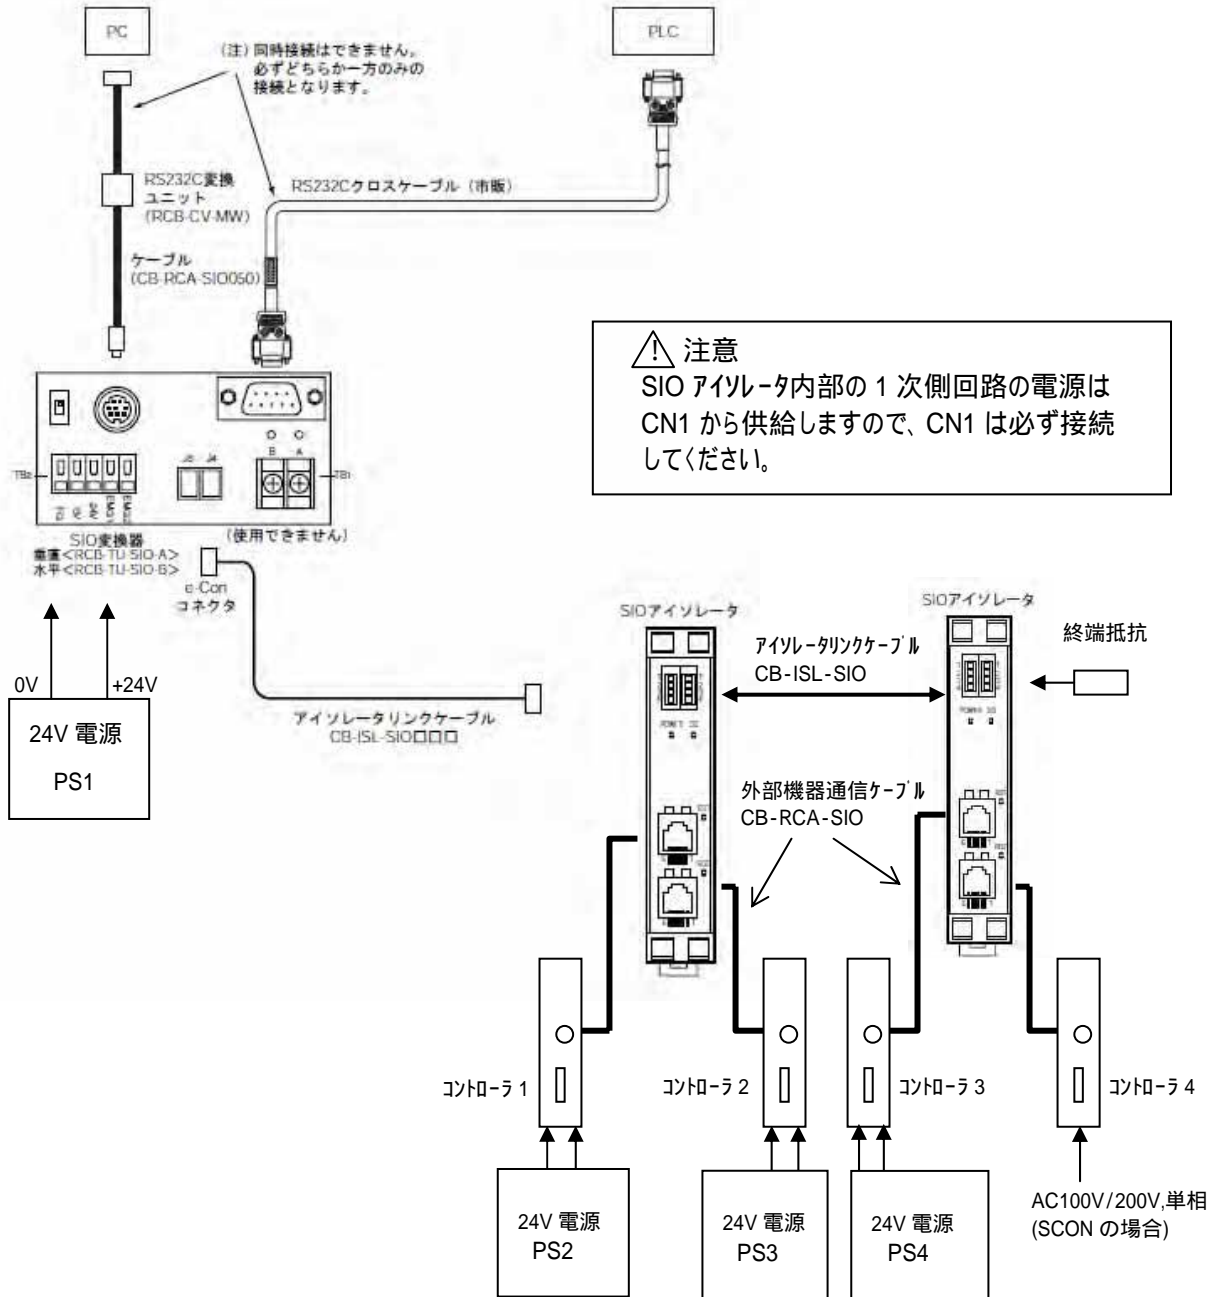 PC
PLC
(注) 同時接続はできません。
必ずどちらか一方のみの
接続となります。
RS232C変換
ユニット
(RCB-CV-MW)
RS232Cクロスケーブル (市販)
ケーブル
(CB-RCA-SIO050)
注意
SIO アイソレータ内部の 1 次側回路の電源は
CN1 から供給しますので、CN1 は必ず接続
してください。
B A
J3 J4
TB2
TB1
FG 0V 24V EMG1 EMG2
(使用できません)
SIO変換器
垂直<RCB-TU-SIO-A>
水平<RCB-TU-SIO-B>
e-Con
コネクタ
0V
+24V
24V 電源
PS1
アイソレータリンクケーブル
CB-ISL-SIO□□□
SIOアイソレータ
SIOアイソレータ
アイソレータリンクケーブル
CB-ISL-SIO
終端抵抗
外部機器通信ケーブル
CB-RCA-SIO
コントローラ 1
コントローラ 2
コントローラ 3
コントローラ 4
24V 電源
PS2
24V 電源
PS3
24V 電源
PS4
AC100V/200V,単相
(SCON の場合)